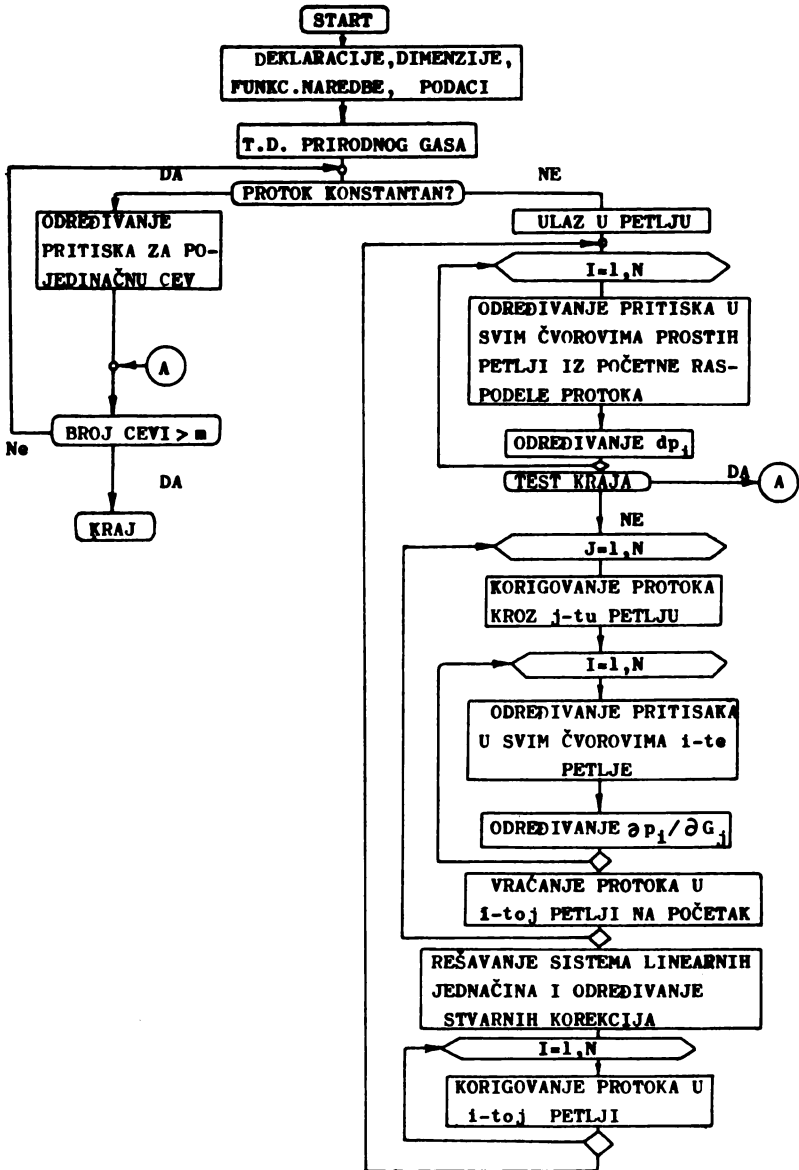 START
DEKLARACIJE,DIMENZIJE,
FUNKC.NAREDBE, PODACI
T.D. PRIRODNOG GASA
DA
NE
PROTOK KONSTANTAN?
ODREĐIVANJE
PRITISKA ZA PO-
JEDINAČNU CEV
A
BROJ CEVI > m
Ne
DA
KRAJ
ULAZ U PETLJU
I=1,N
ODREĐIVANJE PRITISKA U
SVIM ČVOROVIMA PROSTIH
PETLJI IZ POČETNE RAS-
PODELE PROTOKA
ODREĐIVANJE dpᵢ
TEST KRAJA
DA
A
NE
J=1,N
KORIGOVANJE PROTOKA
KROZ j-tu PETLJU
I=1,N
ODREĐIVANJE PRITISAKA
U SVIM ČVOROVIMA i-te
PETLJE
ODREĐIVANJE ∂pᵢ/∂Gⱼ
VRAĆANJE PROTOKA U
i-toj PETLJI NA POČETAK
REŠAVANJE SISTEMA LINEARNIH
JEDNAČINA I ODREĐIVANJE
STVARNIH KOREKCIJA
I=1,N
KORIGOVANJE PROTOKA U
i-toj PETLJI